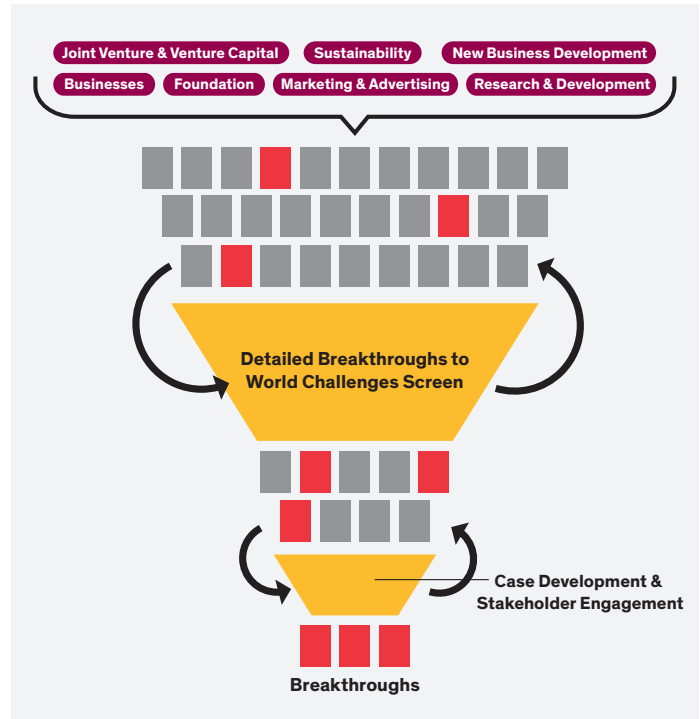 Joint Venture & Venture Capital
Sustainability
New Business Development
Businesses
Foundation
Marketing & Advertising
Research & Development
Detailed Breakthroughs to
World Challenges Screen
Case Development &
Stakeholder Engagement
Breakthroughs